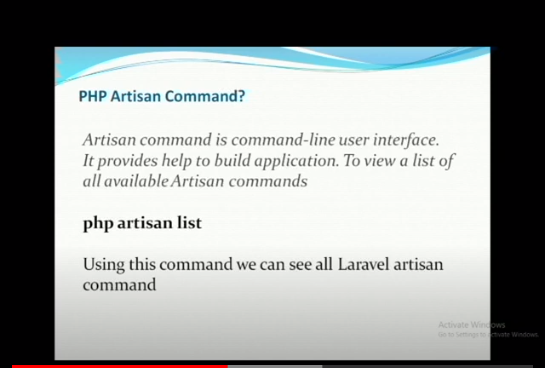 PHP Artisan Command?
Artisan command is command-line user interface.
It provides help to build application. To view a list of
all available Artisan commands
php artisan list
Using this command we can see all Laravel artisan
command
Activate Windows
Go to Settings to activate Windows.